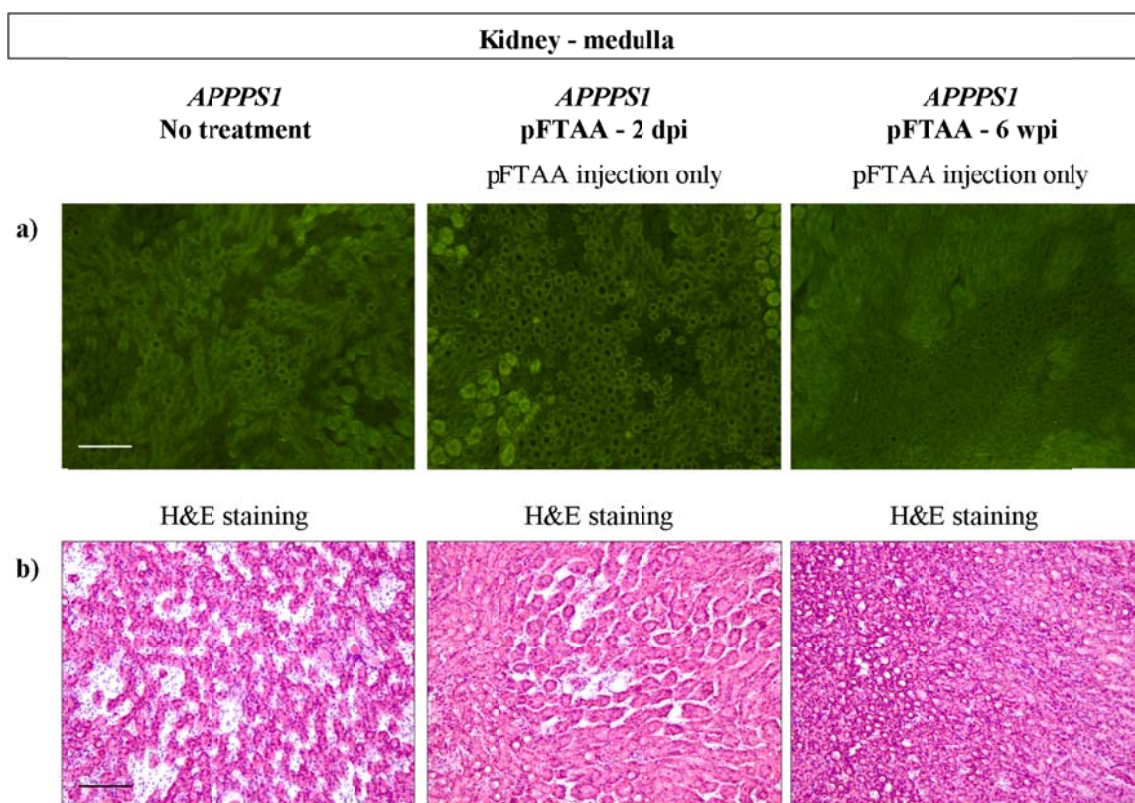 Kidney - medulla
APPPS1 APPPS1 APPPS1
No treatment pFTAA - 2 dpi pFTAA - 6 wpi
pFTAA injection only pFTAA injection only
a)
H&E staining H&E staining H&E staining
b)